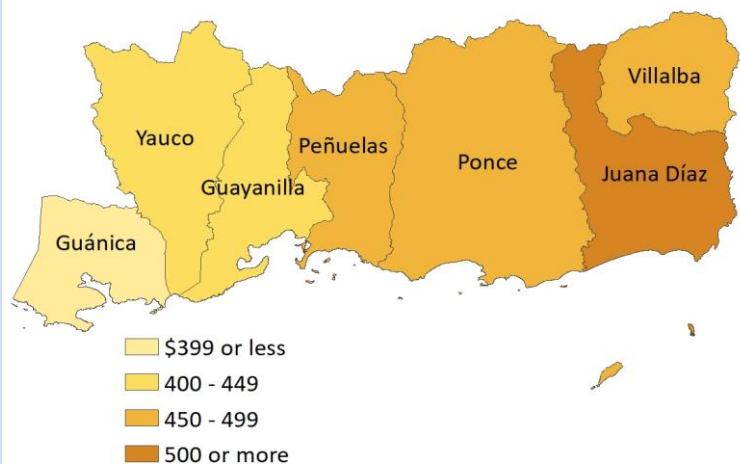 Villalba
Yauco
Peñuelas
Ponce
Juana Díaz
Guayanilla
Guánica
$399 or less
400 - 449
450 - 499
500 or more